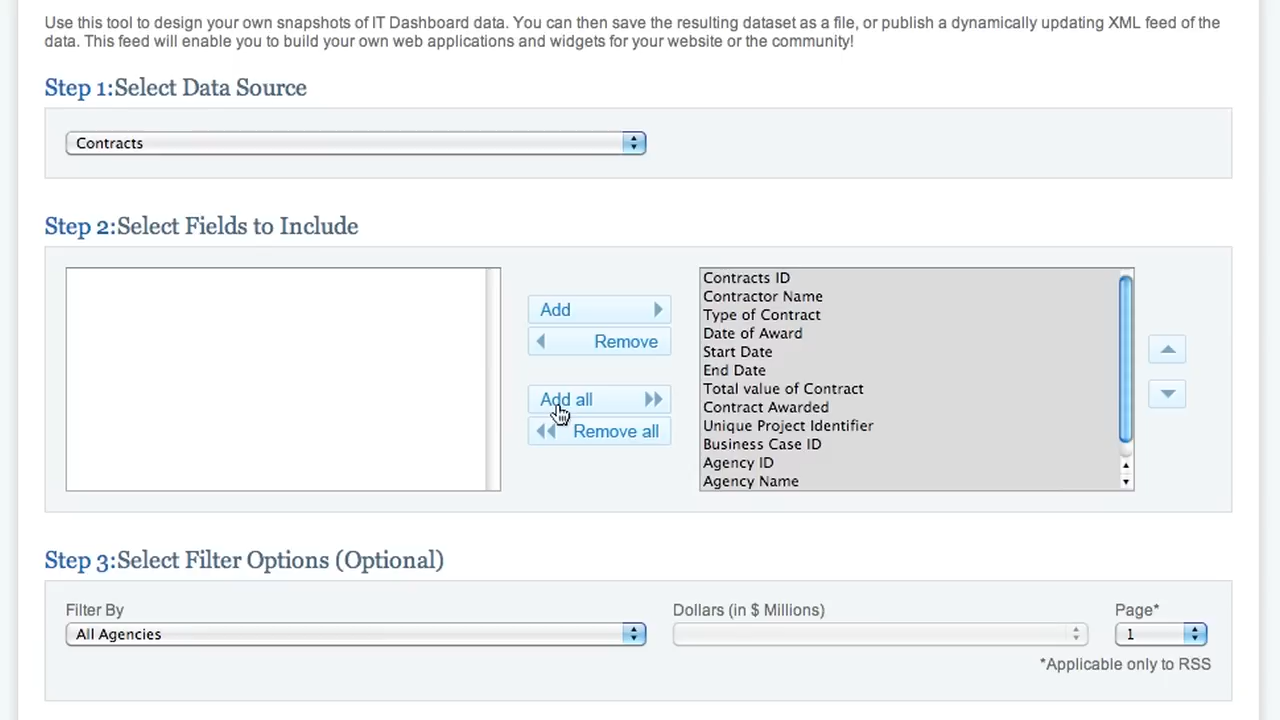 Use this tool to design your own snapshots of IT Dashboard data. You can then save the resulting dataset as a file, or publish a dynamically updating XML feed of the
data. This feed will enable you to build your own web applications and widgets for your website or the community!
Step 1:Select Data Source
Contracts
Step 2:Select Fields to Include
Add
Remove
Add all
Remove all
Contracts ID
Contractor Name
Type of Contract
Date of Award
Start Date
End Date
Total value of Contract
Contract Awarded
Unique Project Identifier
Business Case ID
Agency ID
Agency Name
Step 3:Select Filter Options (Optional)
Filter By
All Agencies
Dollars (in $ Millions)
Page*
1
*Applicable only to RSS